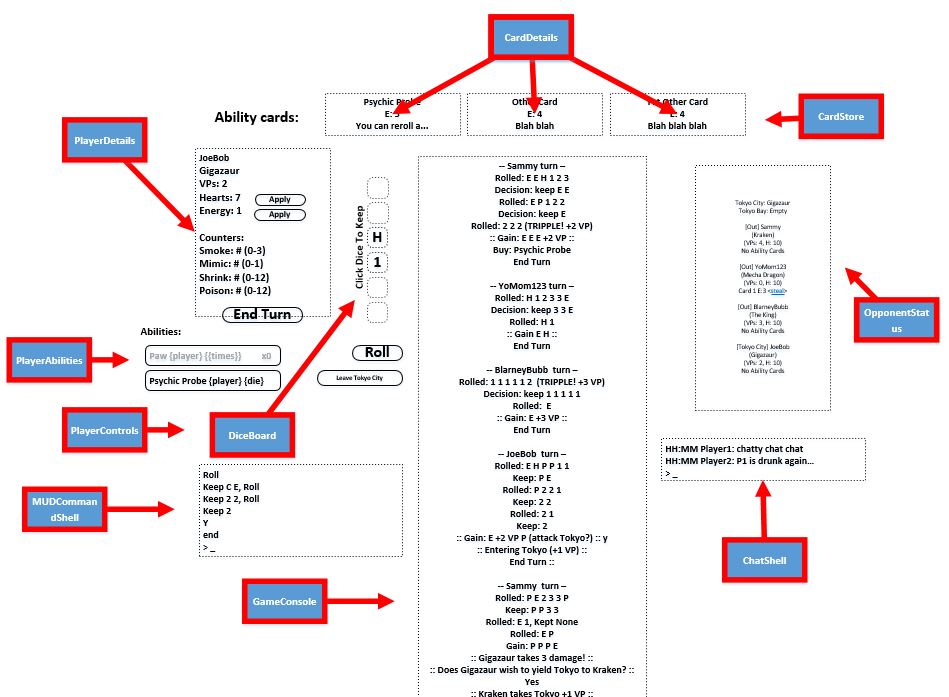 CardDetails
Ability cards:
Psychic Probe
E: 3
You can reroll a...
Other Card
E: 4
Blah blah
Other Card
E: 4
Blah blah blah
CardStore
PlayerDetails
JoeBob
Gigazaur
VPs: 2
Hearts: 7 Apply
Energy: 1 Apply
Counters:
Smoke: # (0-3)
Mimic: # (0-1)
Shrink: # (0-12)
Poison: # (0-12)
End Turn
Click Dice To Keep
H
1
Abilities:
PlayerAbilities
Paw {player} {{times}} x0
Psychic Probe {player} {die}
Roll
Leave Tokyo City
PlayerControls
DiceBoard
MUDComman
dShell
Roll
Keep C E, Roll
Keep 2 2, Roll
Keep 2
Y
end
> _
GameConsole
-- Sammy turn --
Rolled: E E H 1 2 3
Decision: keep E E
Rolled: E P 1 2 2
Decision: keep E
Rolled: 2 2 2 (TRIPLE! +2 VP)
:: Gain: E E E +2 VP ::
Buy: Psychic Probe
End Turn
-- YoMom123 turn --
Rolled: H 1 2 3 3 E
Decision: keep 3 3 E
Rolled: H 1
:: Gain E H ::
End Turn
-- BlarneyBubb turn --
Rolled: 1 1 1 1 1 2 (TRIPPLE! +3 VP)
Decision: keep 1 1 1 1 1
Rolled: E
:: Gain: E +3 VP ::
End Turn
-- JoeBob turn --
Rolled: E H P P 1 1
Keep: P E
Rolled: P 2 2 1
Keep: 2 2
Rolled: 2 1
Keep: 2
:: Gain: E +2 VP P (attack Tokyo?) :: y
:: Entering Tokyo (+1 VP) ::
End Turn ::
-- Sammy turn --
Rolled: P E 2 3 3 P
Keep: P P 3 3
Rolled: E 1, Kept None
Rolled: E P
Gain: P P P E
:: Gigazaur takes 3 damage! ::
:: Does Gigazaur wish to yield Tokyo to Kraken? ::
Yes
:: Kraken takes Tokyo +1 VP ::
Tokyo City: Gigazaur
Tokyo Bay: Empty
[Out] Sammy
(Kraken)
(VPs: 4, H: 10)
No Ability Cards
[Out] YoMom123
(Mecha Dragon)
(VPs: 0, H: 10)
Card 1 E:3 <steal>
[Out] BlarneyBubb
(The King)
(VPs: 3, H: 10)
No Ability Cards
[Tokyo City] JoeBob
(Gigazaur)
(VPs: 2, H: 10)
No Ability Cards
OpponentStat
us
HH:MM Player1: chatty chat chat
HH:MM Player2: P1 is drunk again...
> _
ChatShell